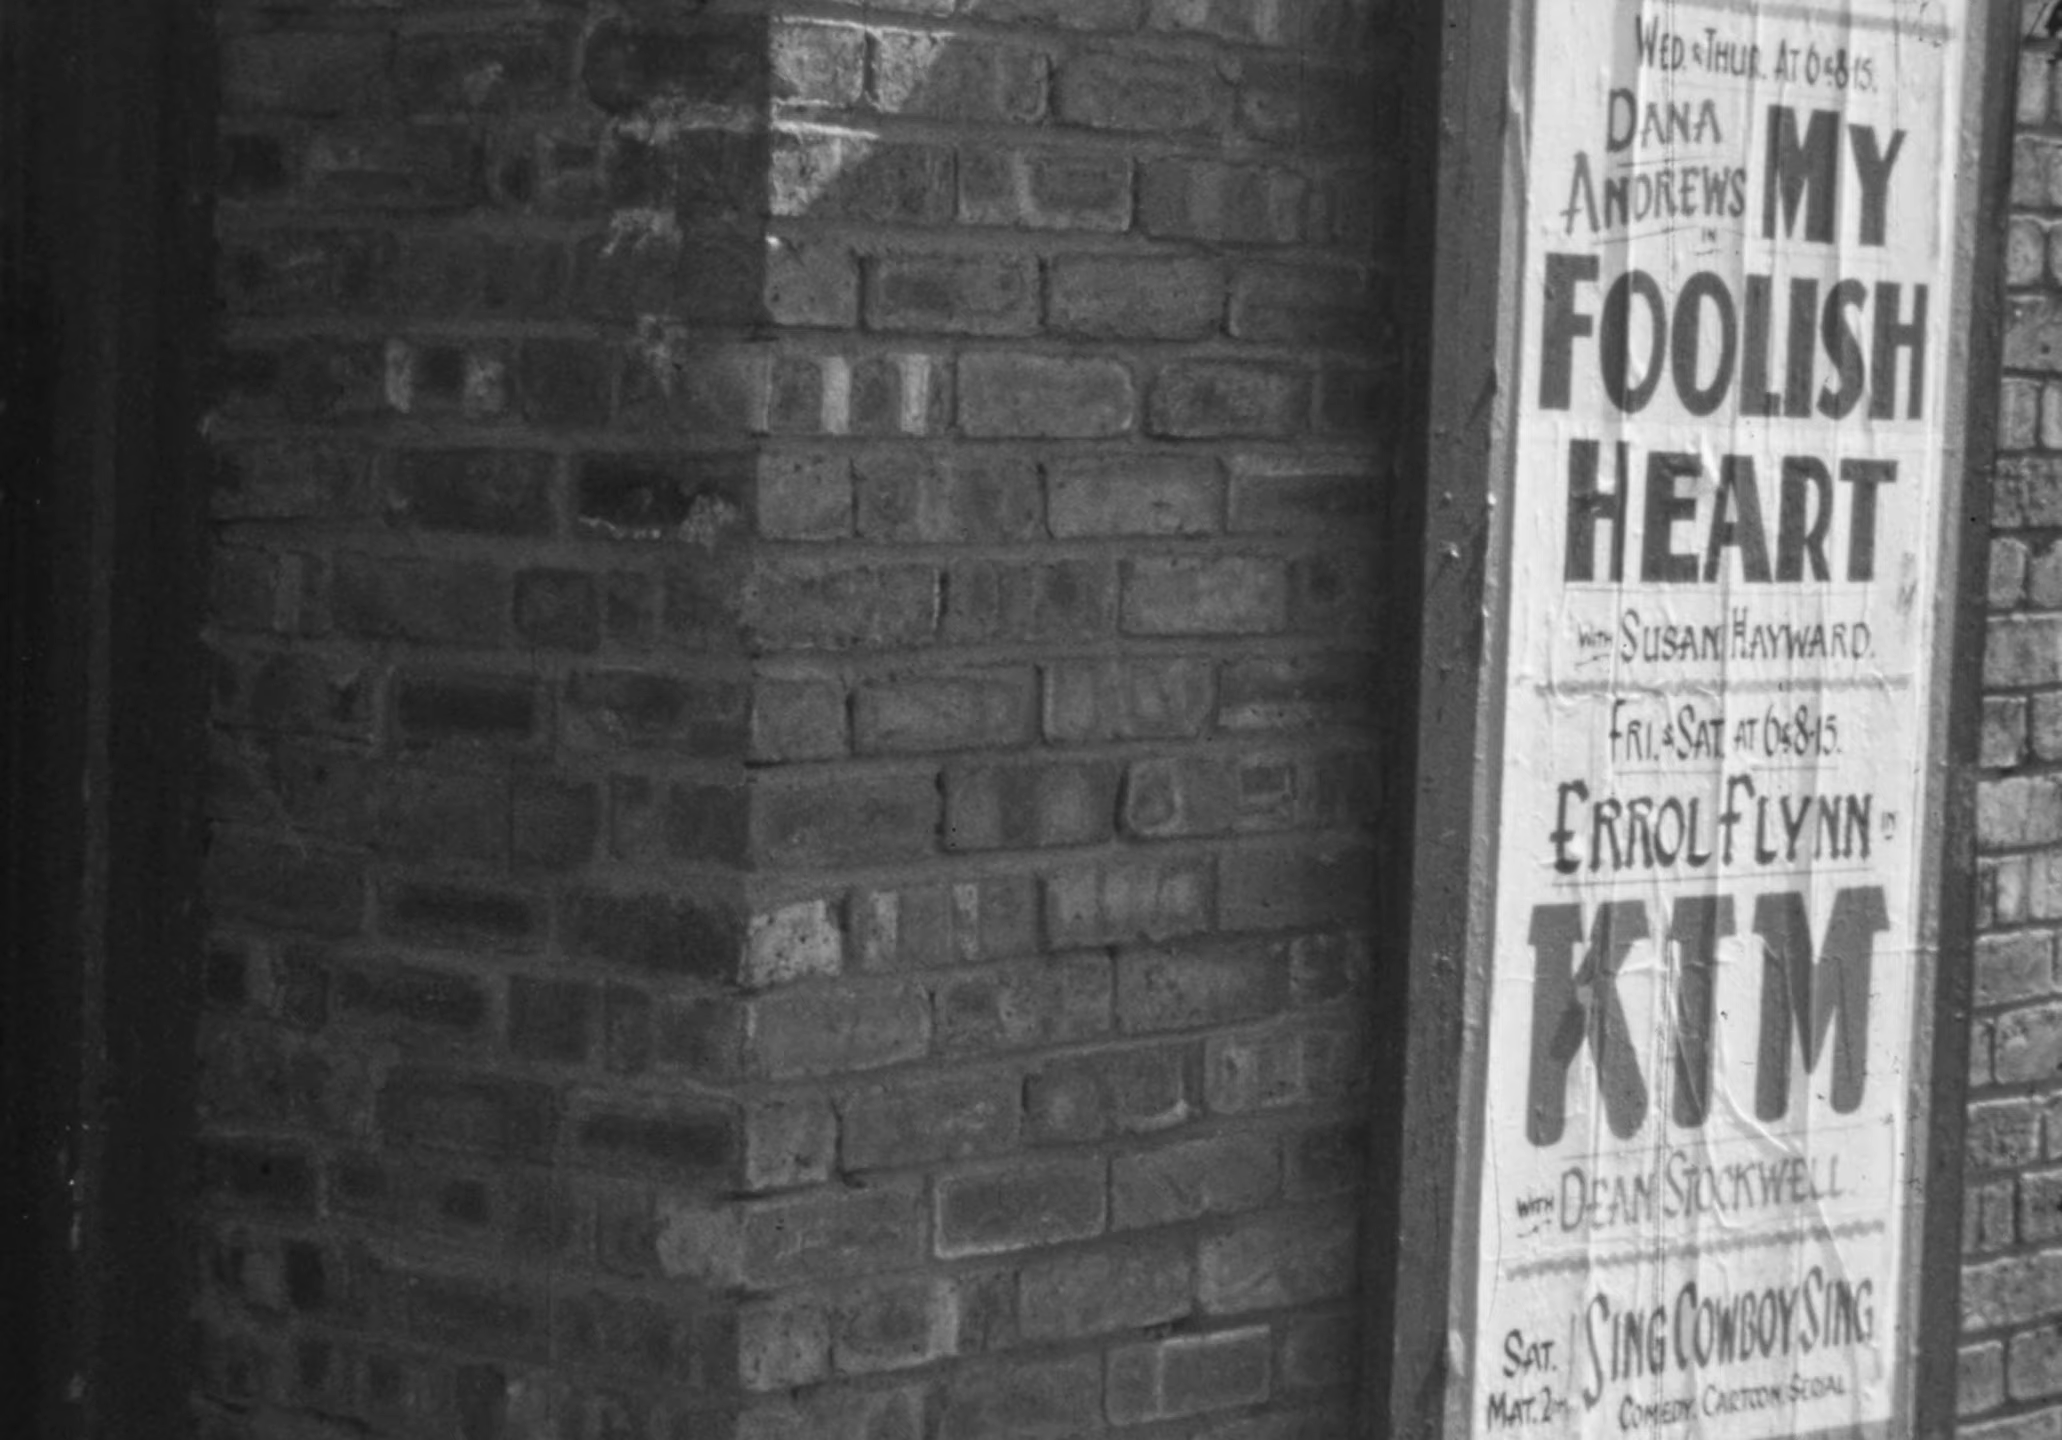 WED. & THUR. AT 6 & 8·15.
DANA
ANDREWS
IN
MY
FOOLISH
HEART
WITH SUSAN HAYWARD.
FRI. & SAT. AT 6 & 8·15.
ERROL FLYNN IN
KIM
WITH DEAN STOCKWELL.
SAT.
MAT. 2
SING COWBOY SING
COMEDY. CARTOON. SERIAL